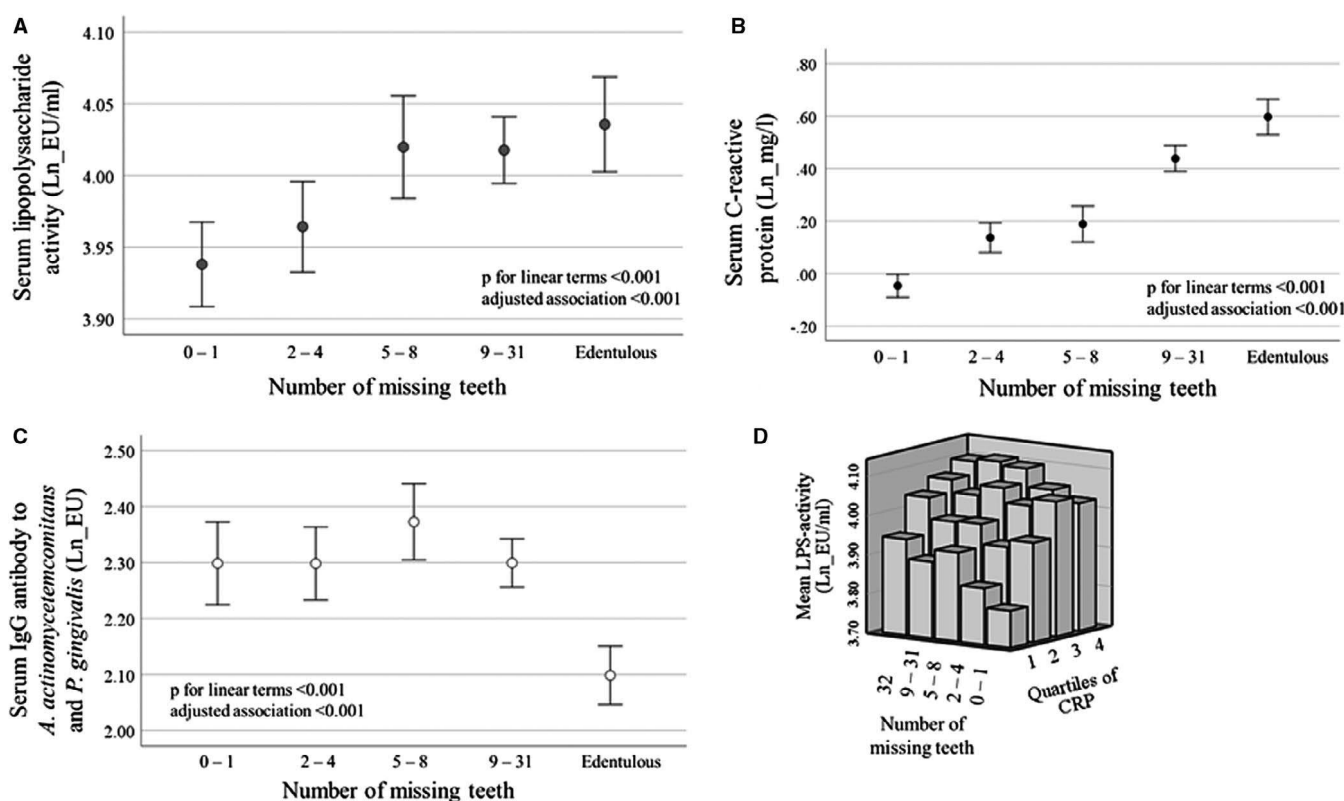 A
Serum lipopolysaccharide
activity (Ln_EU/ml)
4.10
4.05
4.00
3.95
3.90
p for linear terms <0.001
adjusted association <0.001
0 – 1
2 – 4
5 – 8
9 – 31
Edentulous
Number of missing teeth
B
Serum C-reactive
protein (Ln_mg/l)
.80
.60
.40
.20
.00
-.20
p for linear terms <0.001
adjusted association <0.001
0 – 1
2 – 4
5 – 8
9 – 31
Edentulous
Number of missing teeth
C
Serum IgG antibody to
A. actinomycetemcomitans
and P. gingivalis (Ln_EU)
2.50
2.40
2.30
2.20
2.10
2.00
p for linear terms <0.001
adjusted association <0.001
0 – 1
2 – 4
5 – 8
9 – 31
Edentulous
Number of missing teeth
D
Mean LPS-activity
(Ln_EU/ml)
4.10
4.00
3.90
3.80
3.70
32
9 – 31
5 – 8
2 – 4
0 – 1
Number of
missing teeth
1
2
3
4
Quartiles of
CRP